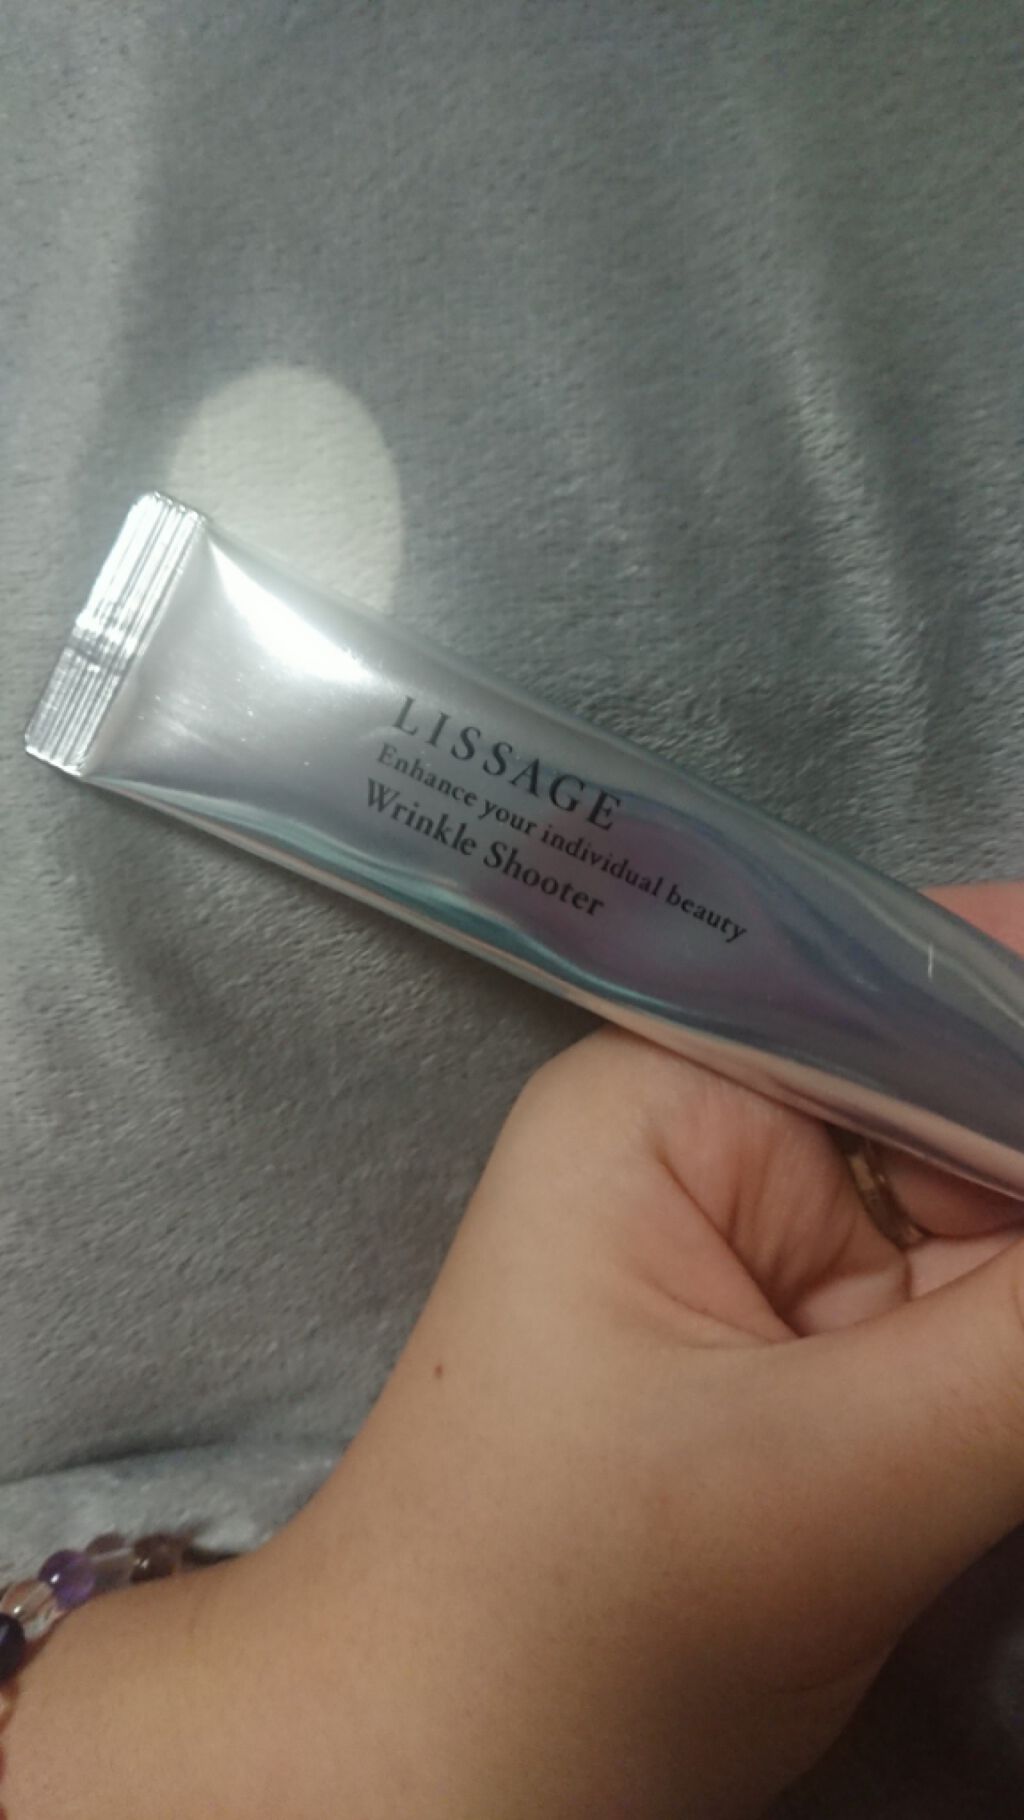 LISSAGE
Enhance your individual beauty
Wrinkle Shooter